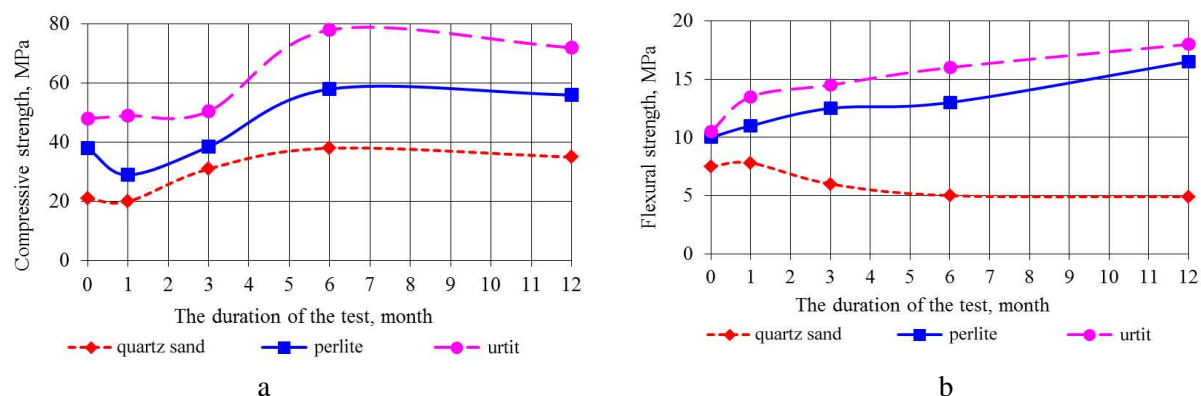 Compressive strength, MPa
80
60
40
20
0
0 1 2 3 4 5 6 7 8 9 10 11 12
The duration of the test, month
quartz sand perlite urtit
a
Flexural strength, MPa
20
15
10
5
0
0 1 2 3 4 5 6 7 8 9 10 11 12
The duration of the test, month
quartz sand perlite urtit
b